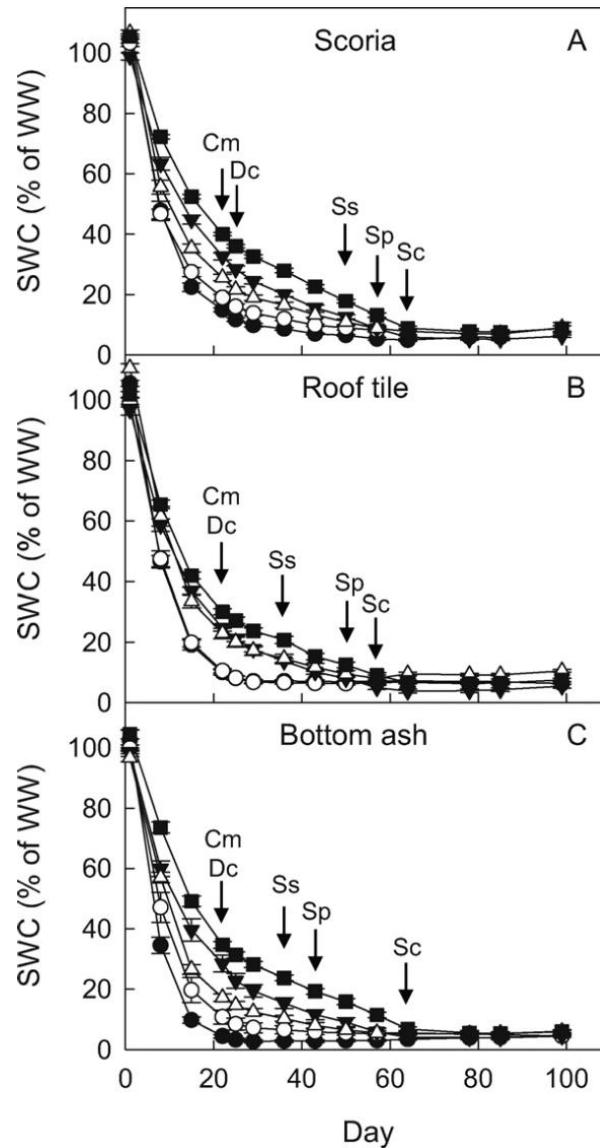 Scoria
A
SWC (% of WW)
100
80
60
40
20
0
Cm
Dc
Ss
Sp
Sc
Roof tile
B
SWC (% of WW)
100
80
60
40
20
0
Cm
Dc
Ss
Sp
Sc
Bottom ash
C
SWC (% of WW)
100
80
60
40
20
0
Cm
Dc
Ss
Sp
Sc
0 20 40 60 80 100
Day